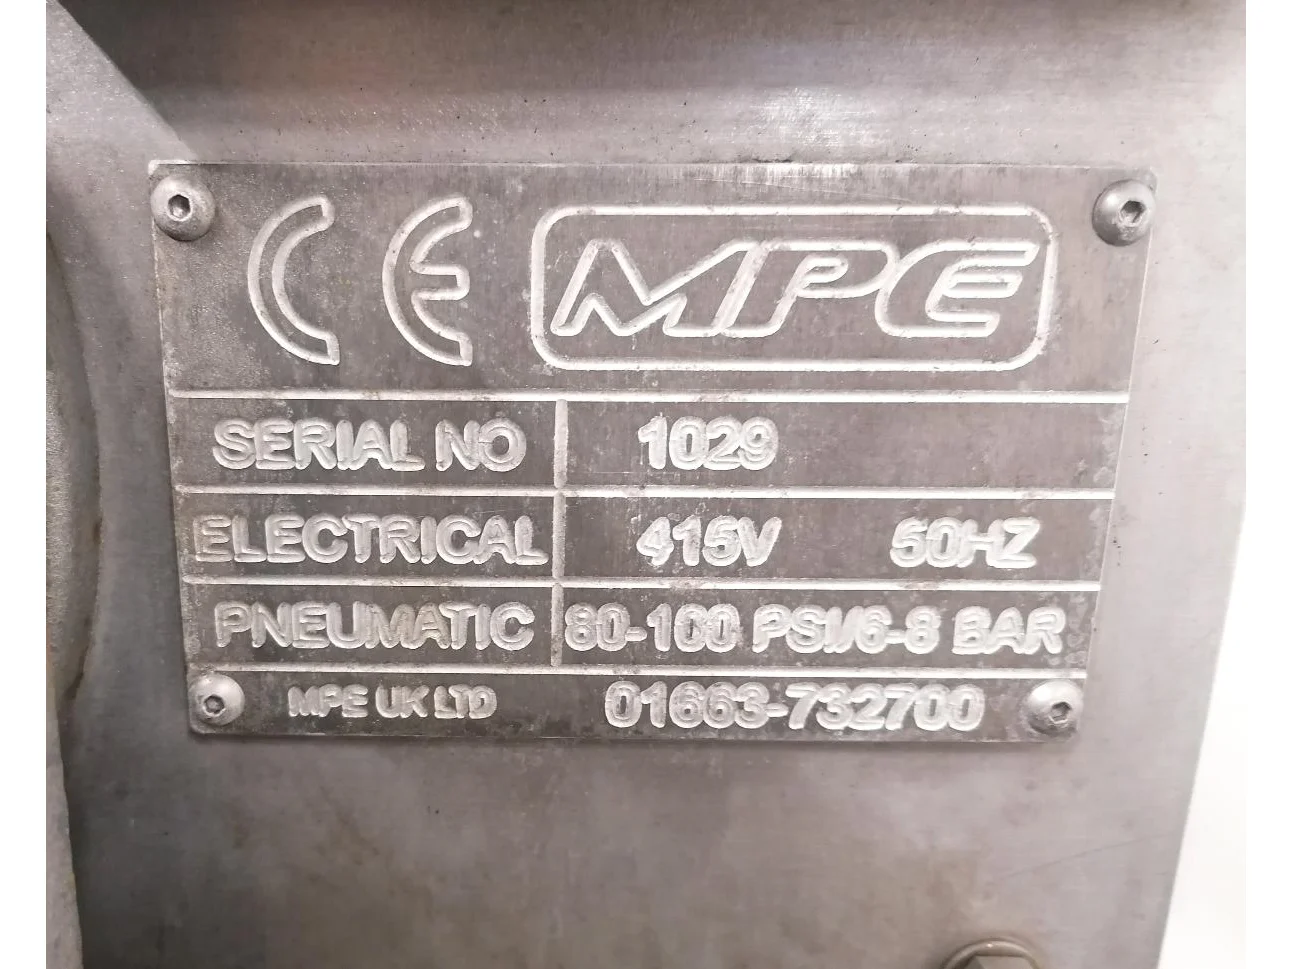 CE MPE
SERIAL NO 1029
ELECTRICAL 415V 50HZ
PNEUMATIC 80-100 PSI/6-8 BAR
MPE UK LTD 01663-732700